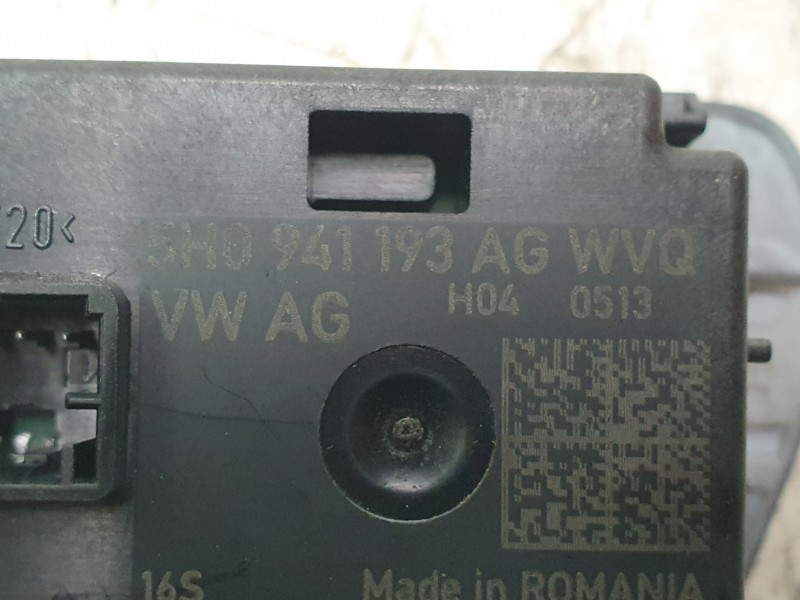 20<
5H0 941 193 AG WVQ
VW AG H04 0513
16S Made in ROMANIA